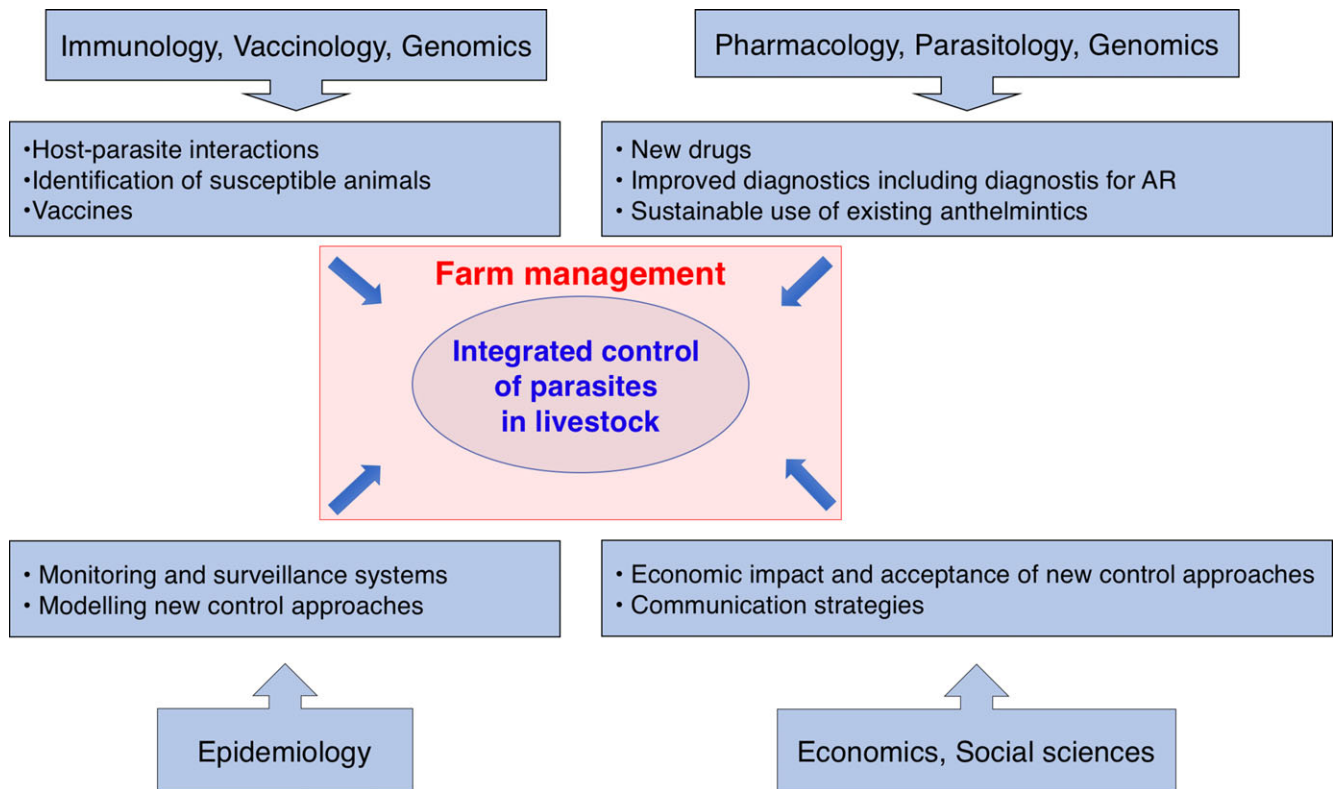 Immunology, Vaccinology, Genomics
Pharmacology, Parasitology, Genomics
•Host-parasite interactions
•Identification of susceptible animals
•Vaccines
• New drugs
• Improved diagnostics including diagnostis for AR
• Sustainable use of existing anthelmintics
Farm management
Integrated control
of parasites
in livestock
• Monitoring and surveillance systems
• Modelling new control approaches
• Economic impact and acceptance of new control approaches
• Communication strategies
Epidemiology
Economics, Social sciences